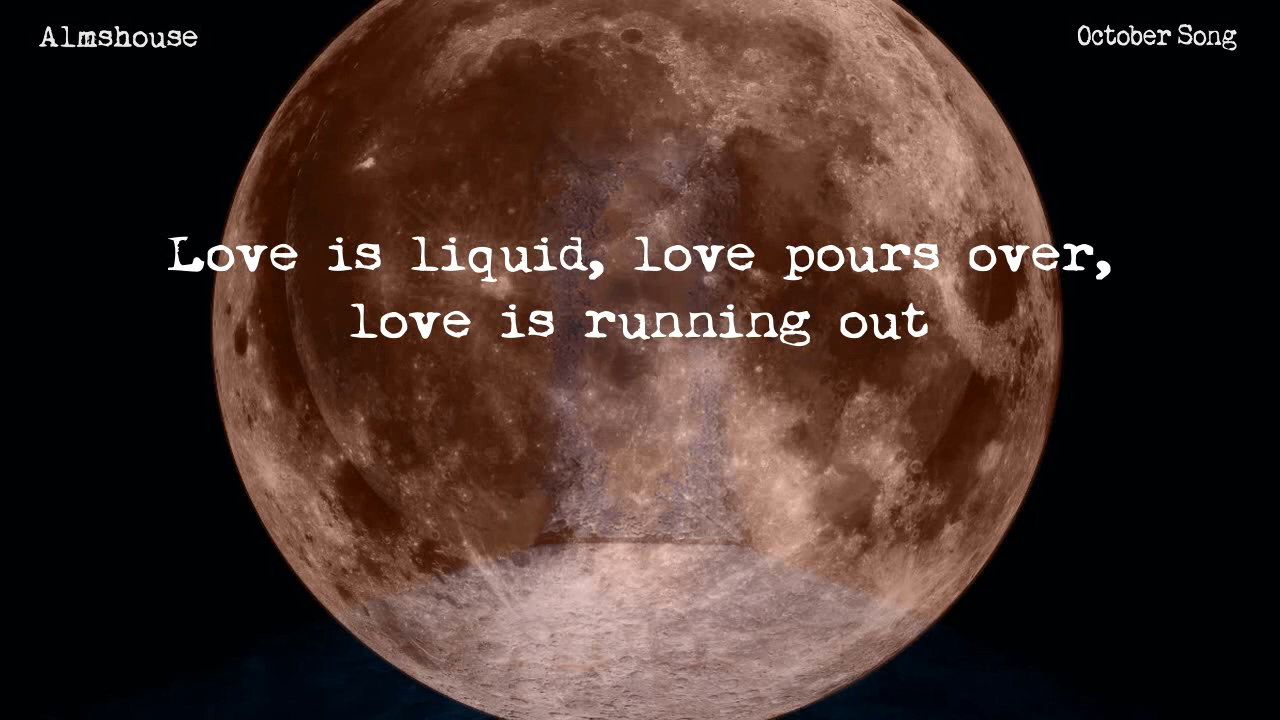 Almshouse
October Song
Love is liquid, love pours over,
love is running out